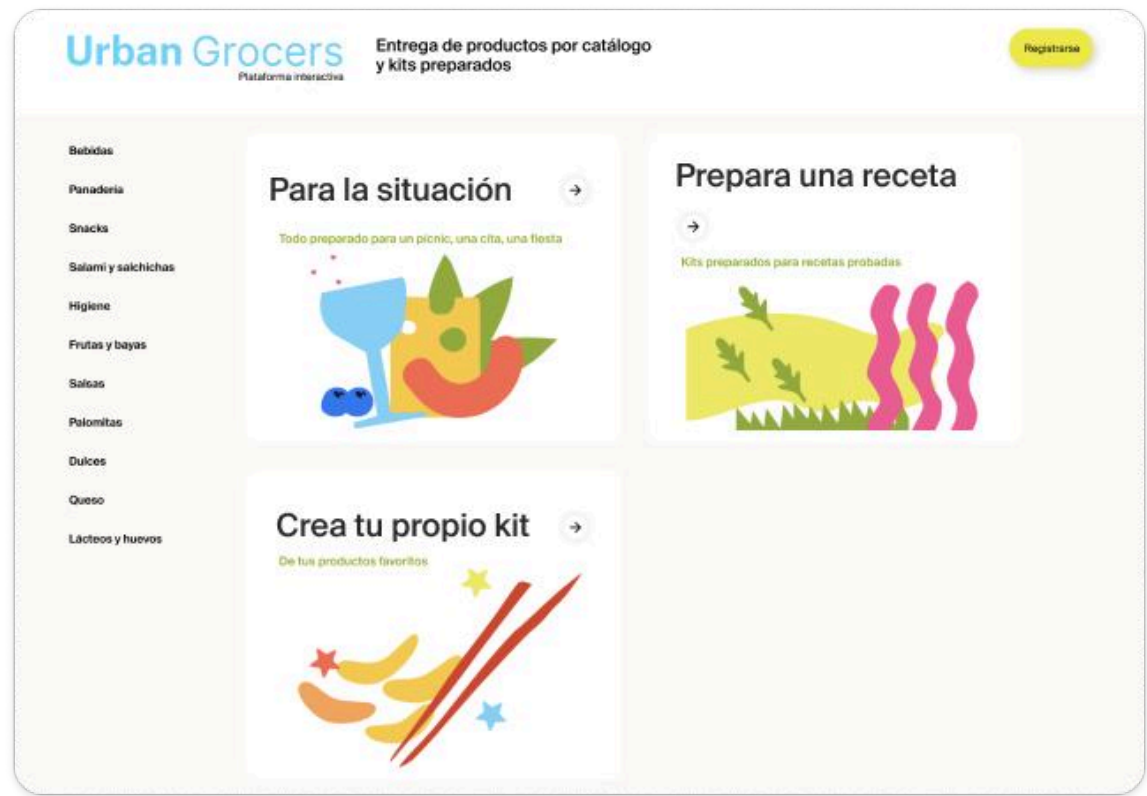 Urban Grocers
Plataforma interactiva
Entrega de productos por catálogo
y kits preparados
Registrarse
Bebidas
Panadería
Snacks
Salami y salchichas
Higiene
Frutas y bayas
Salsas
Palomitas
Dulces
Queso
Lácteos y huevos
Para la situación
Todo preparado para un picnic, una cita, una fiesta
Prepara una receta
Kits preparados para recetas probadas
Crea tu propio kit
De tus productos favoritos